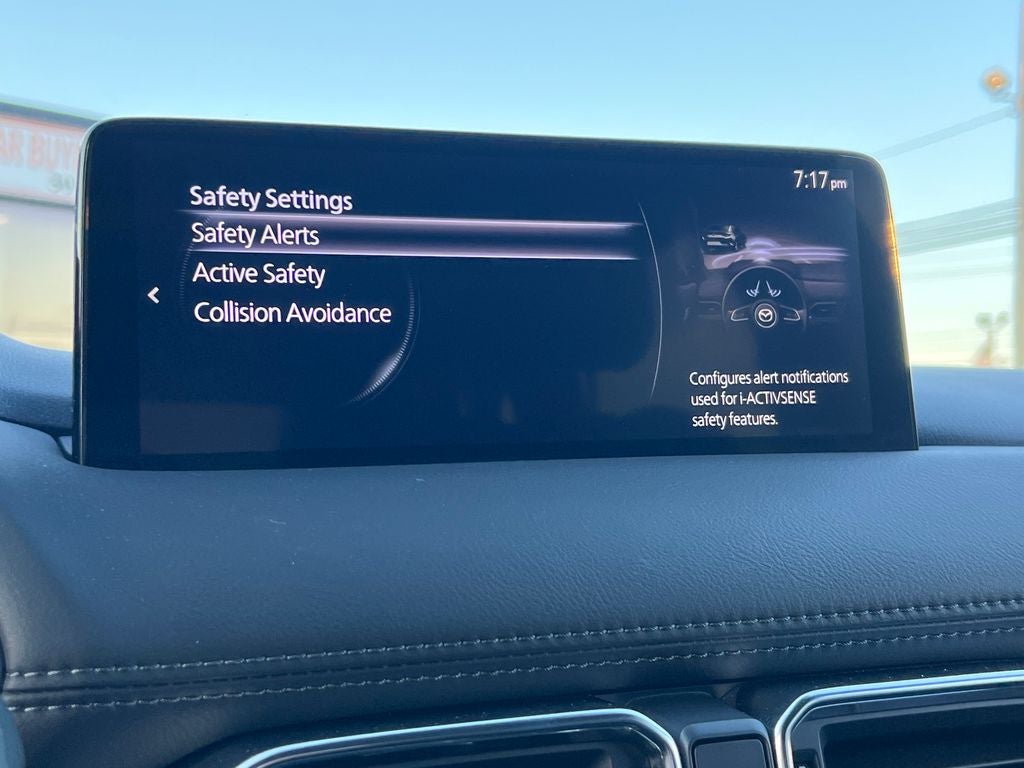 7:17 pm
Safety Settings
Safety Alerts
Active Safety
Collision Avoidance
Configures alert notifications
used for i-ACTIVSENSE
safety features.